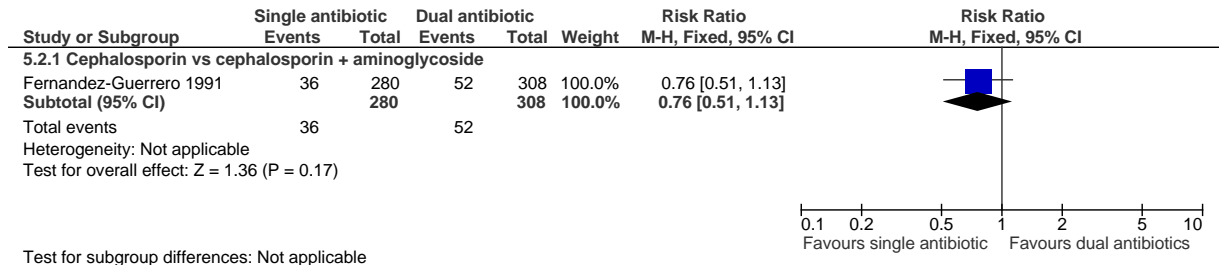 Single antibiotic Dual antibiotic Risk Ratio Risk Ratio
Study or Subgroup Events Total Events Total Weight M-H, Fixed, 95% CI M-H, Fixed, 95% CI
5.2.1 Cephalosporin vs cephalosporin + aminoglycoside
Fernandez-Guerrero 1991 36 280 52 308 100.0% 0.76 [0.51, 1.13]
Subtotal (95% CI) 280 308 100.0% 0.76 [0.51, 1.13]
Total events 36 52
Heterogeneity: Not applicable
Test for overall effect: Z = 1.36 (P = 0.17)
0.1 0.2 0.5 1 2 5 10
Favours single antibiotic Favours dual antibiotics
Test for subgroup differences: Not applicable